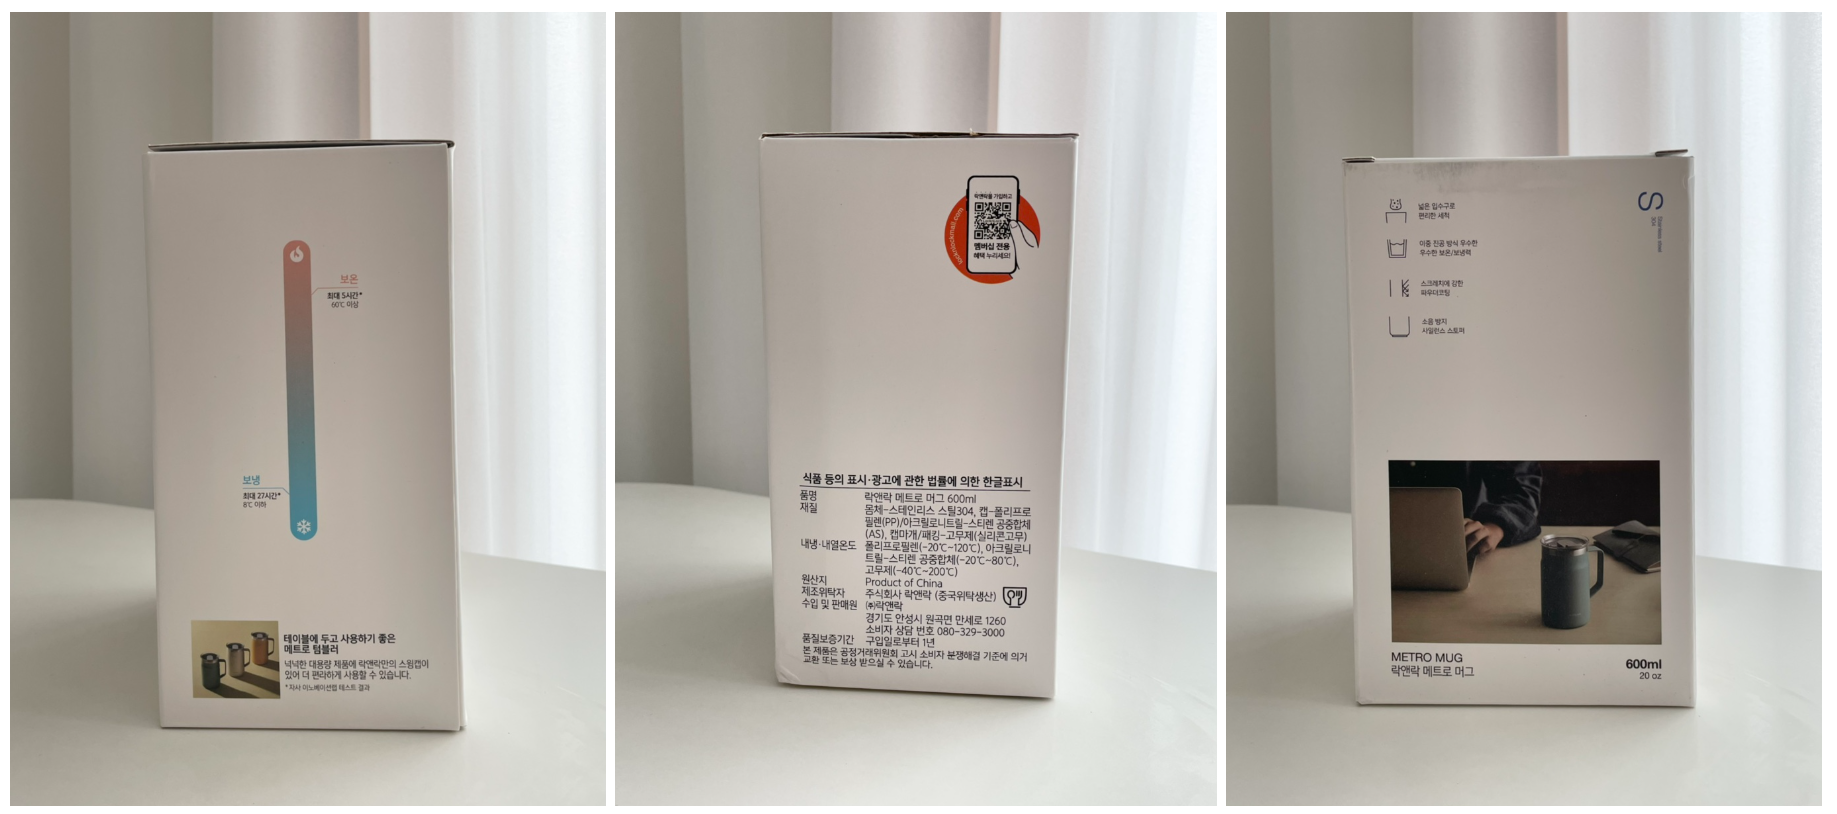 보온
최대 5시간*
60℃ 이상
보냉
최대 27시간*
8℃ 이하
테이블에 두고 사용하기 좋은
메트로 텀블러
넉넉한 대용량 제품에 락앤락만의 스윙캡이
있어 더 편리하게 사용할 수 있습니다.
*자사 이노베이션랩 테스트 결과
락앤락몰 가입하고
locknlockmall.com
멤버십 전용
혜택 누리세요!
식품 등의 표시·광고에 관한 법률에 의한 한글표시
품명 락앤락 메트로 머그 600ml
재질 몸체-스테인리스 스틸304, 캡-폴리프로
필렌(PP)/아크릴로니트릴-스티렌 공중합체
(AS), 캡마개/패킹-고무제(실리콘고무)
내냉·내열온도 폴리프로필렌(-20℃~120℃), 아크릴로니
트릴-스티렌 공중합체(-20℃~80℃),
고무제(-40℃~200℃)
원산지 Product of China
제조위탁자 주식회사 락앤락 (중국위탁생산)
수입 및 판매원 ㈜락앤락
경기도 안성시 원곡면 만세로 1260
소비자 상담 번호 080-329-3000
품질보증기간 구입일로부터 1년
본 제품은 공정거래위원회 고시 소비자 분쟁해결 기준에 의거
교환 또는 보상 받으실 수 있습니다.
넓은 입수구로
편리한 세척
이중 진공 방식 우수한
우수한 보온/보냉력
스크래치에 강한
파우더코팅
소음 방지
사일런스 스토퍼
S
Stainless steel
304
METRO MUG
락앤락 메트로 머그
600ml
20 oz